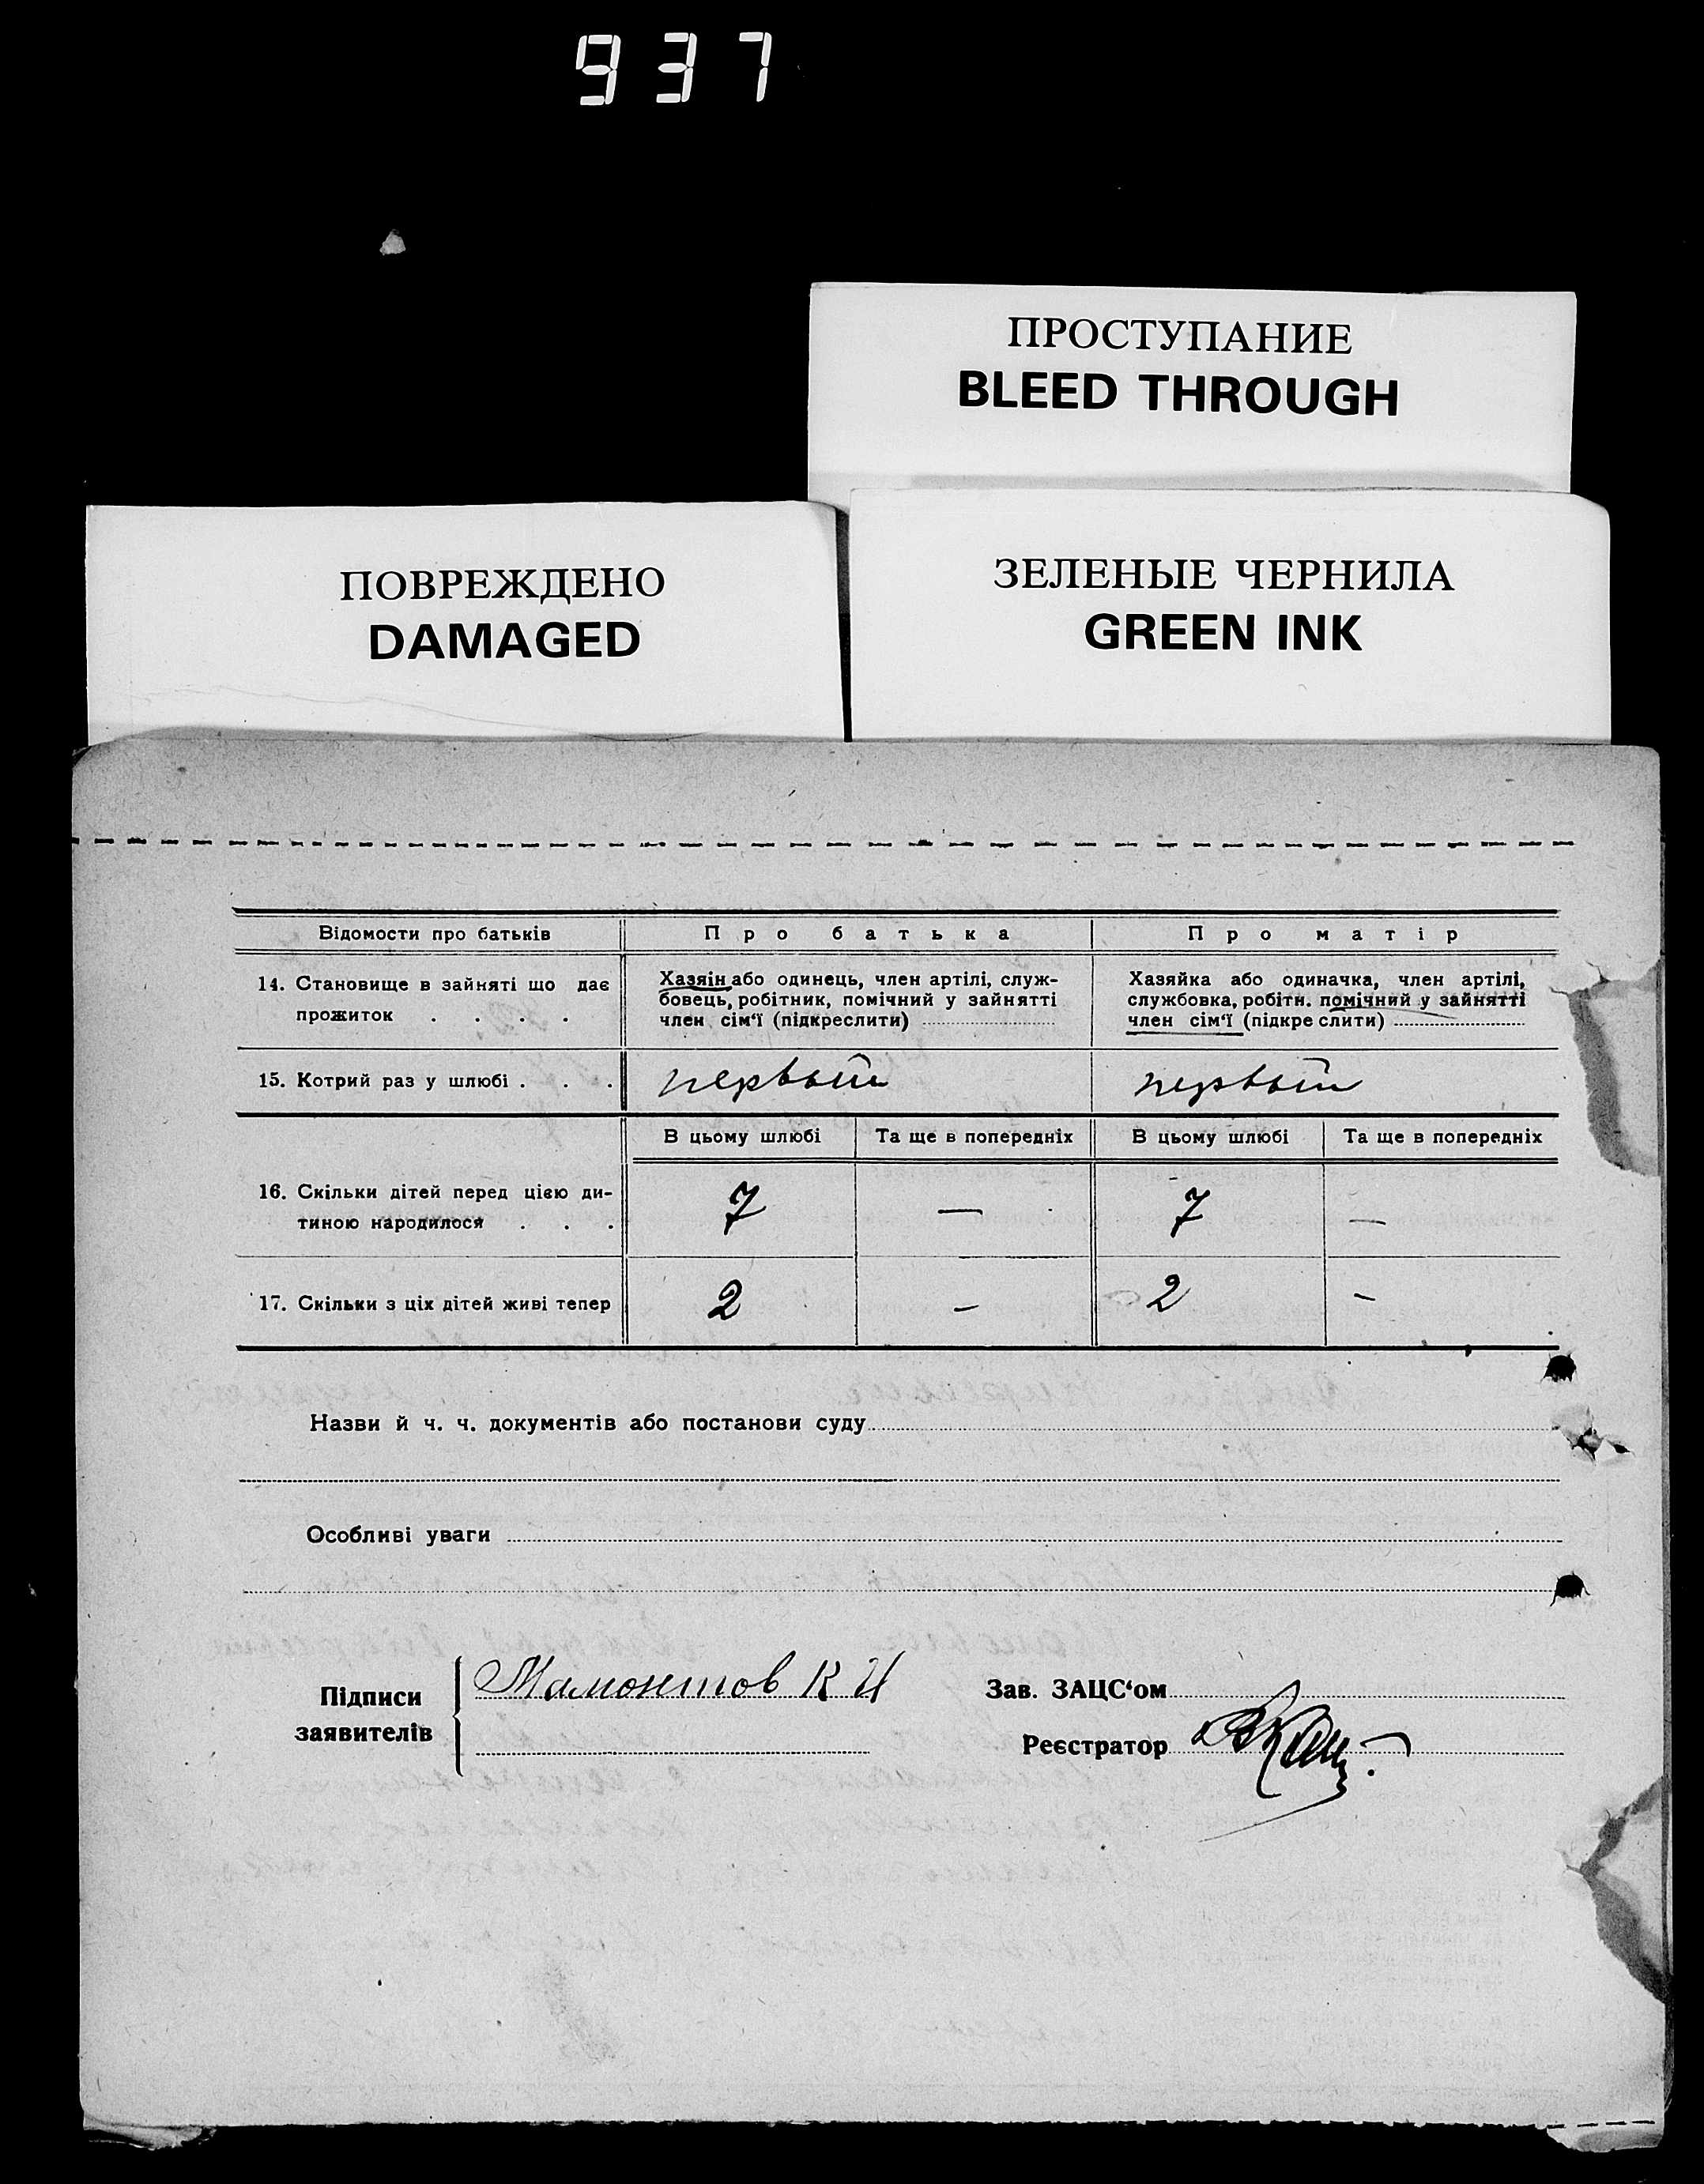 937
ПРОСТУПАНИЕ
BLEED THROUGH
ПОВРЕЖДЕНО
DAMAGED
ЗЕЛЕНЫЕ ЧЕРНИЛА
GREEN INK
Відомости про батьків
Про батька
Про матір
14. Становище в зайняті що дає
прожиток . . . .
Хазяін або одинець, член артілі, служ-
бовець, робітник, помічний у зайнятті
член сім‘ї (підкреслити)
Хазяйка або одиначка, член артілі,
службовка, робітн. помічний у зайнятті
член сім‘ї (підкреслити)
15. Котрий раз у шлюбі . . .
первый
первый
В цьому шлюбі
Та ще в попередніх
В цьому шлюбі
Та ще в попередніх
16. Скільки дітей перед цією ди-
тиною народилося . . .
7
—
7
—
17. Скільки з ціх дітей живі тепер
2
—
2
—
Назви й ч. ч. документів або постанови суду
Особливі уваги
Підписи
заявителів
Мамонтов К И
Зав. ЗАЦС‘ом
Реєстратор